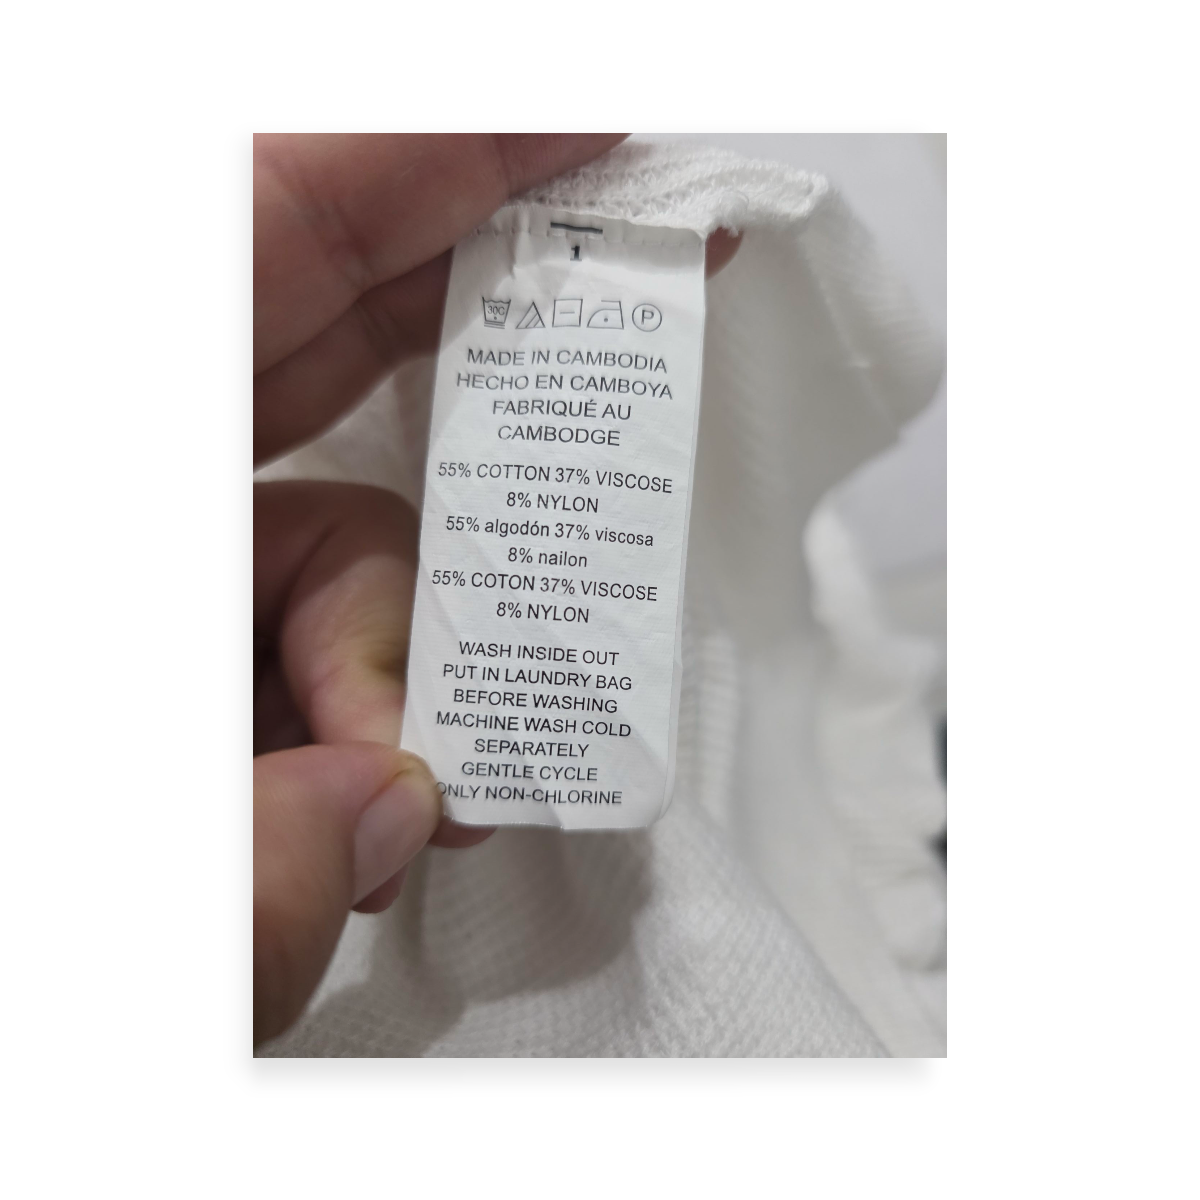 1
30C
P
MADE IN CAMBODIA
HECHO EN CAMBOYA
FABRIQUÉ AU
CAMBODGE
55% COTTON 37% VISCOSE
8% NYLON
55% algodón 37% viscosa
8% nailon
55% COTON 37% VISCOSE
8% NYLON
WASH INSIDE OUT
PUT IN LAUNDRY BAG
BEFORE WASHING
MACHINE WASH COLD
SEPARATELY
GENTLE CYCLE
ONLY NON-CHLORINE